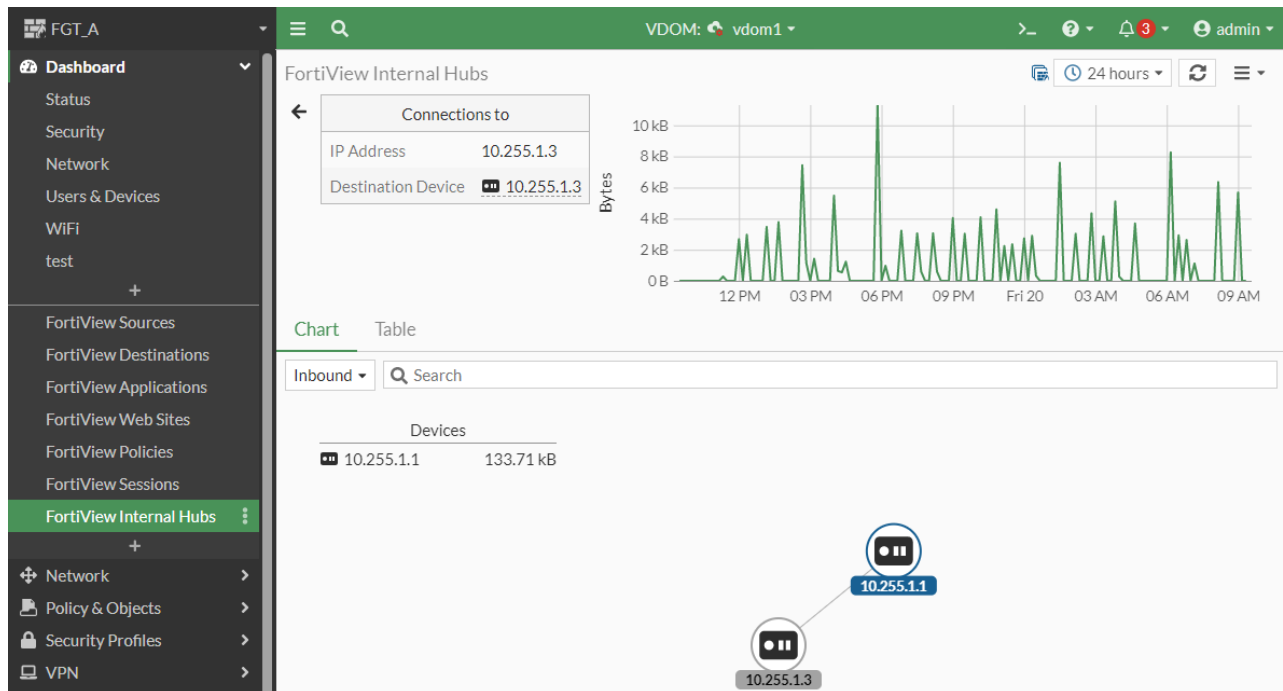 FGT_A
VDOM: vdom1
>_
3
admin
Dashboard
Status
Security
Network
Users & Devices
WiFi
test
+
FortiView Sources
FortiView Destinations
FortiView Applications
FortiView Web Sites
FortiView Policies
FortiView Sessions
FortiView Internal Hubs
+
Network
Policy & Objects
Security Profiles
VPN
FortiView Internal Hubs
24 hours
Connections to
IP Address 10.255.1.3
Destination Device 10.255.1.3
Bytes
10 kB
8 kB
6 kB
4 kB
2 kB
0 B
12 PM 03 PM 06 PM 09 PM Fri 20 03 AM 06 AM 09 AM
Chart Table
Inbound Search
Devices
10.255.1.1 133.71 kB
10.255.1.1
10.255.1.3